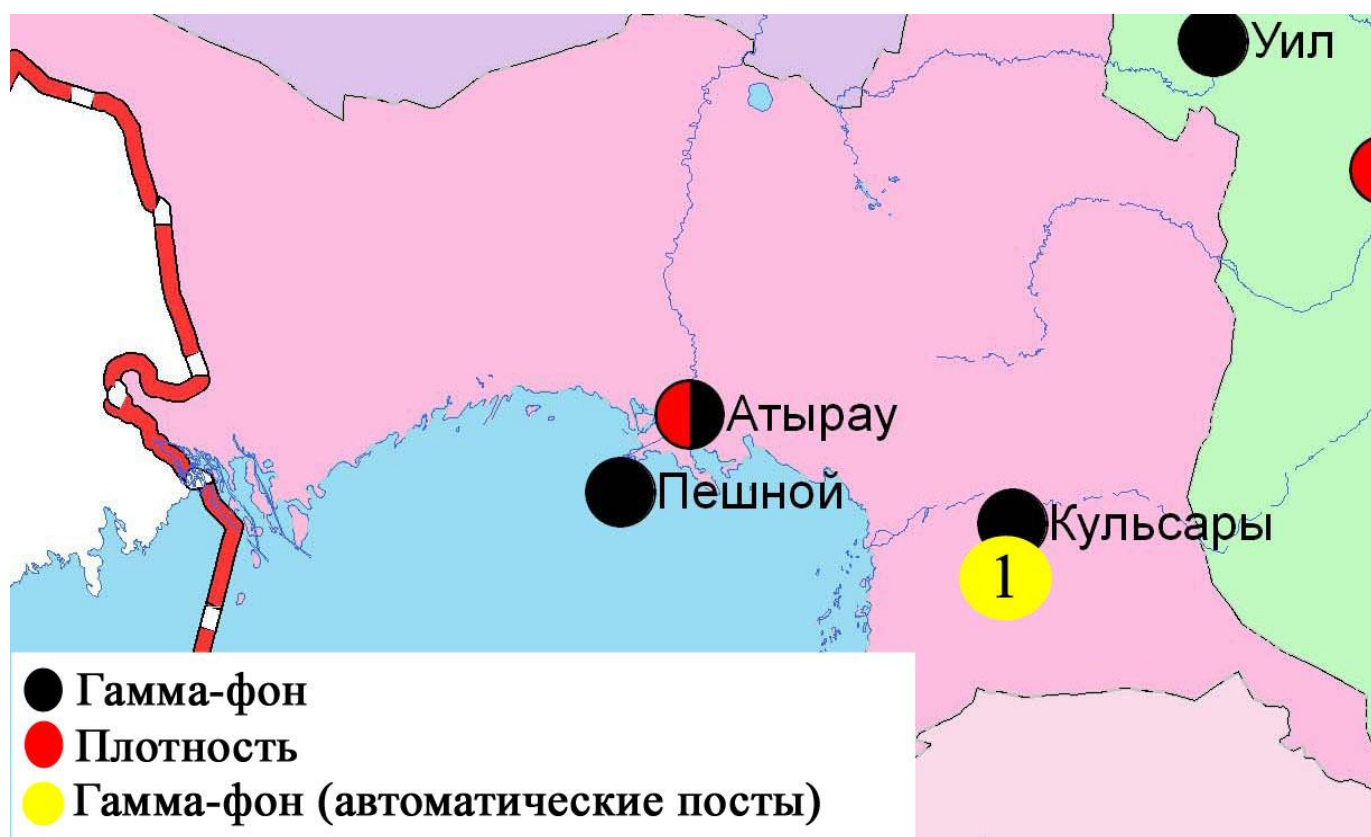 Уил
Атырау
Пешной
Кульсары
1
Гамма-фон
Плотность
Гамма-фон (автоматические посты)